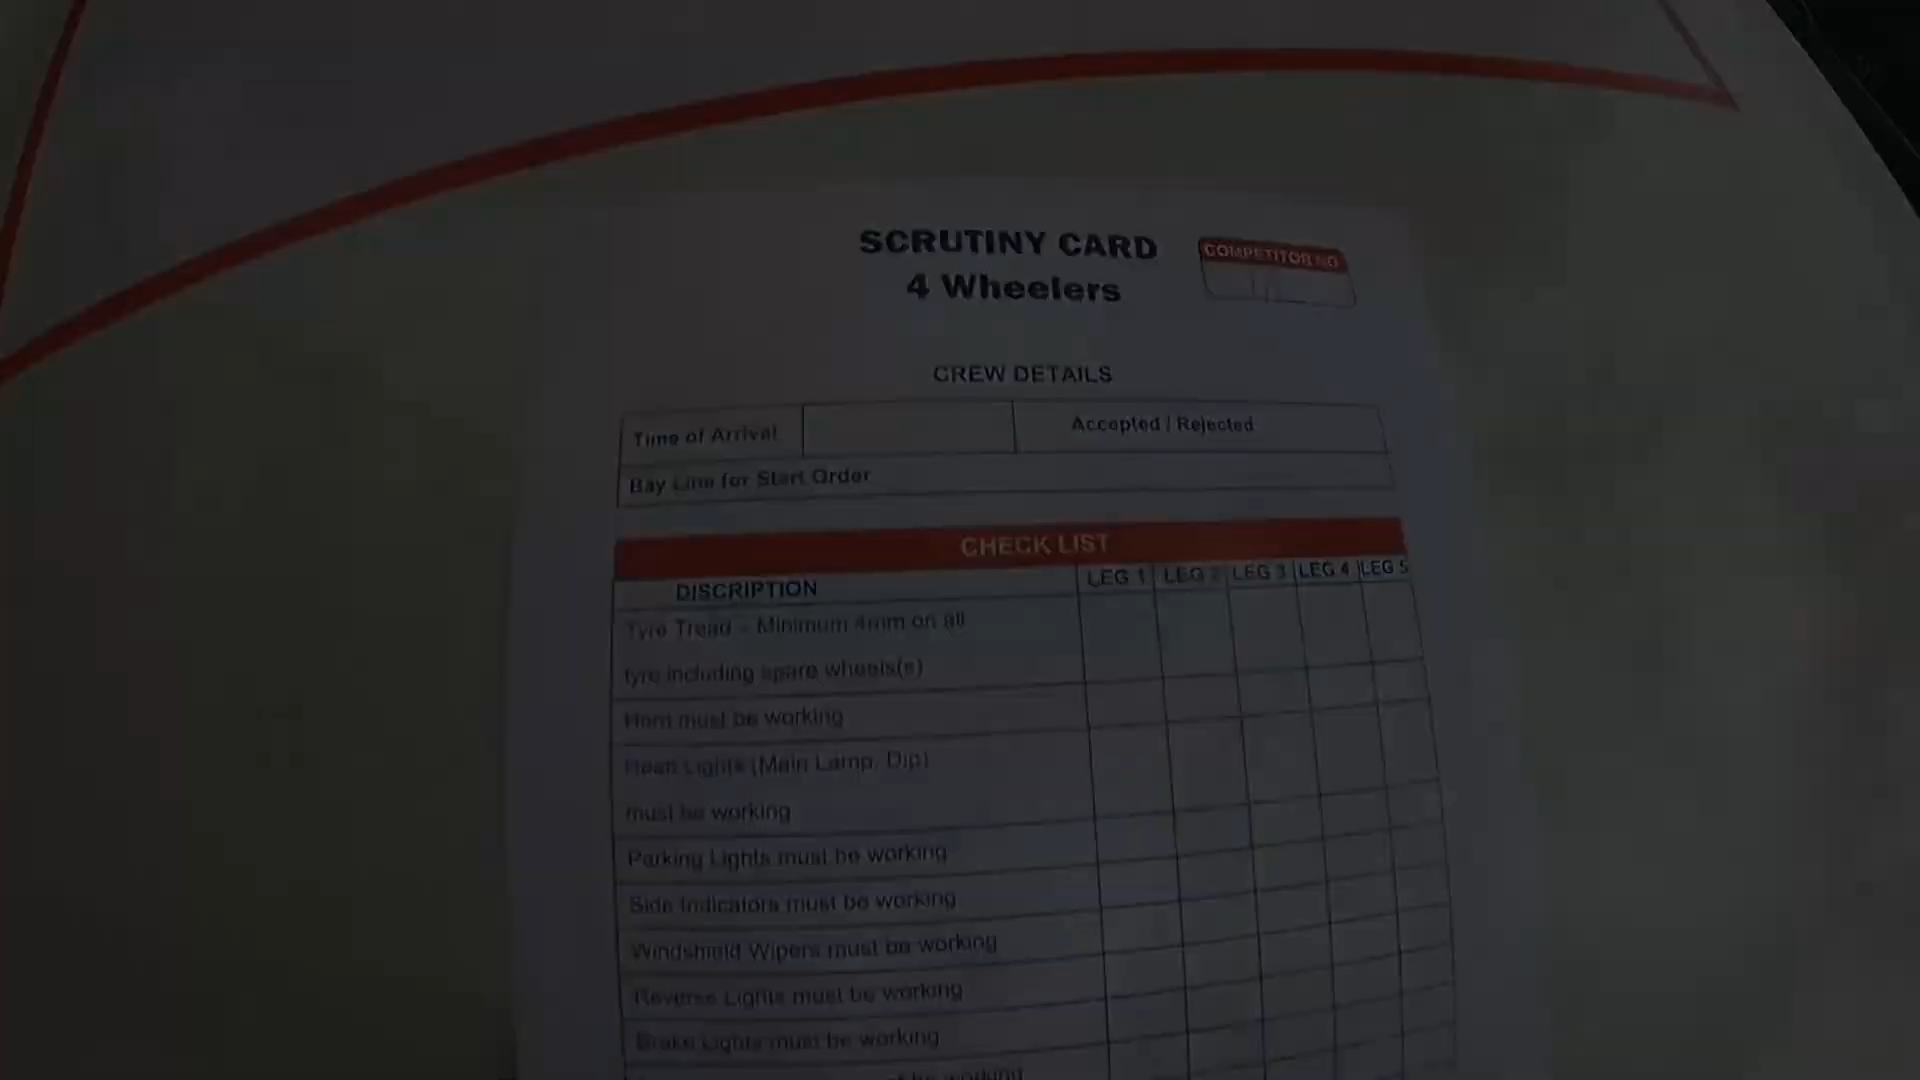 SCRUTINY CARD
4 Wheelers
COMPETITOR NO
CREW DETAILS
Time of Arrival
Accepted / Rejected
Bay Line for Start Order
CHECK LIST
DISCRIPTION LEG 1 LEG 2 LEG 3 LEG 4 LEG 5
Tyre Tread - Minimum 4mm on all
tyre including spare wheels(s)
Horn must be working
Head Lights (Main Lamp, Dip)
must be working
Parking Lights must be working
Side Indicators must be working
Windshield Wipers must be working
Reverse Lights must be working
Brake Lights must be working
be working